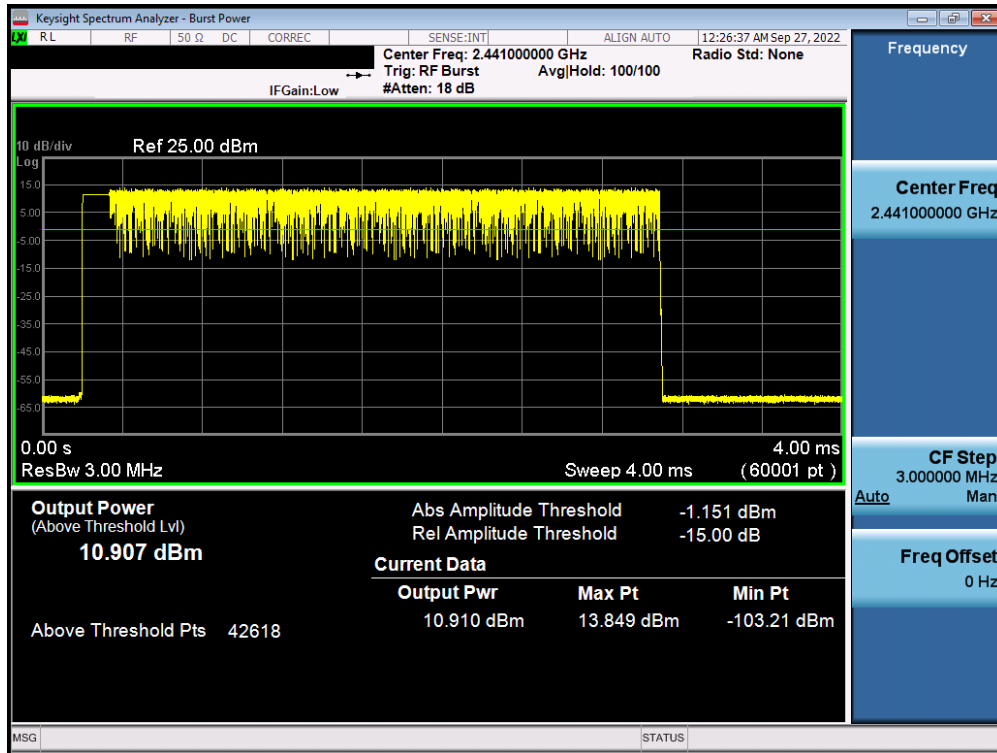 Keysight Spectrum Analyzer - Burst Power
LXI RL RF 50 Ω DC CORREC SENSE:INT ALIGN AUTO 12:26:37 AM Sep 27, 2022
Center Freq: 2.441000000 GHz Radio Std: None
Trig: RF Burst Avg|Hold: 100/100
IFGain:Low #Atten: 18 dB
10 dB/div Ref 25.00 dBm
Log
15.0
5.00
-5.00
-15.0
-25.0
-35.0
-45.0
-55.0
-65.0
0.00 s 4.00 ms
ResBw 3.00 MHz Sweep 4.00 ms (60001 pt)
Output Power
(Above Threshold Lvl)
10.907 dBm
Above Threshold Pts 42618
Abs Amplitude Threshold -1.151 dBm
Rel Amplitude Threshold -15.00 dB
Current Data
Output Pwr Max Pt Min Pt
10.910 dBm 13.849 dBm -103.21 dBm
MSG STATUS
Frequency
Center Freq
2.441000000 GHz
CF Step
3.000000 MHz
Auto Man
Freq Offset
0 Hz